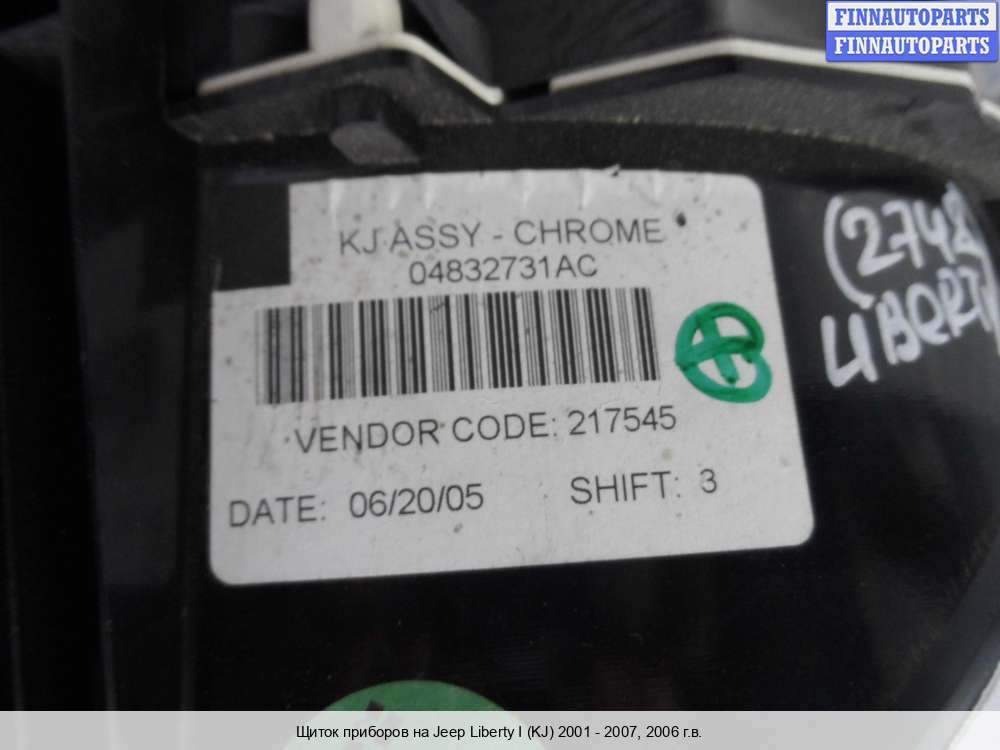 FINNAUTOPARTS
FINNAUTOPARTS
KJ ASSY - CHROME
04832731AC
VENDOR CODE: 217545
DATE: 06/20/05 SHIFT: 3
LIBERTY
Щиток приборов на Jeep Liberty I (KJ) 2001 - 2007, 2006 г.в.